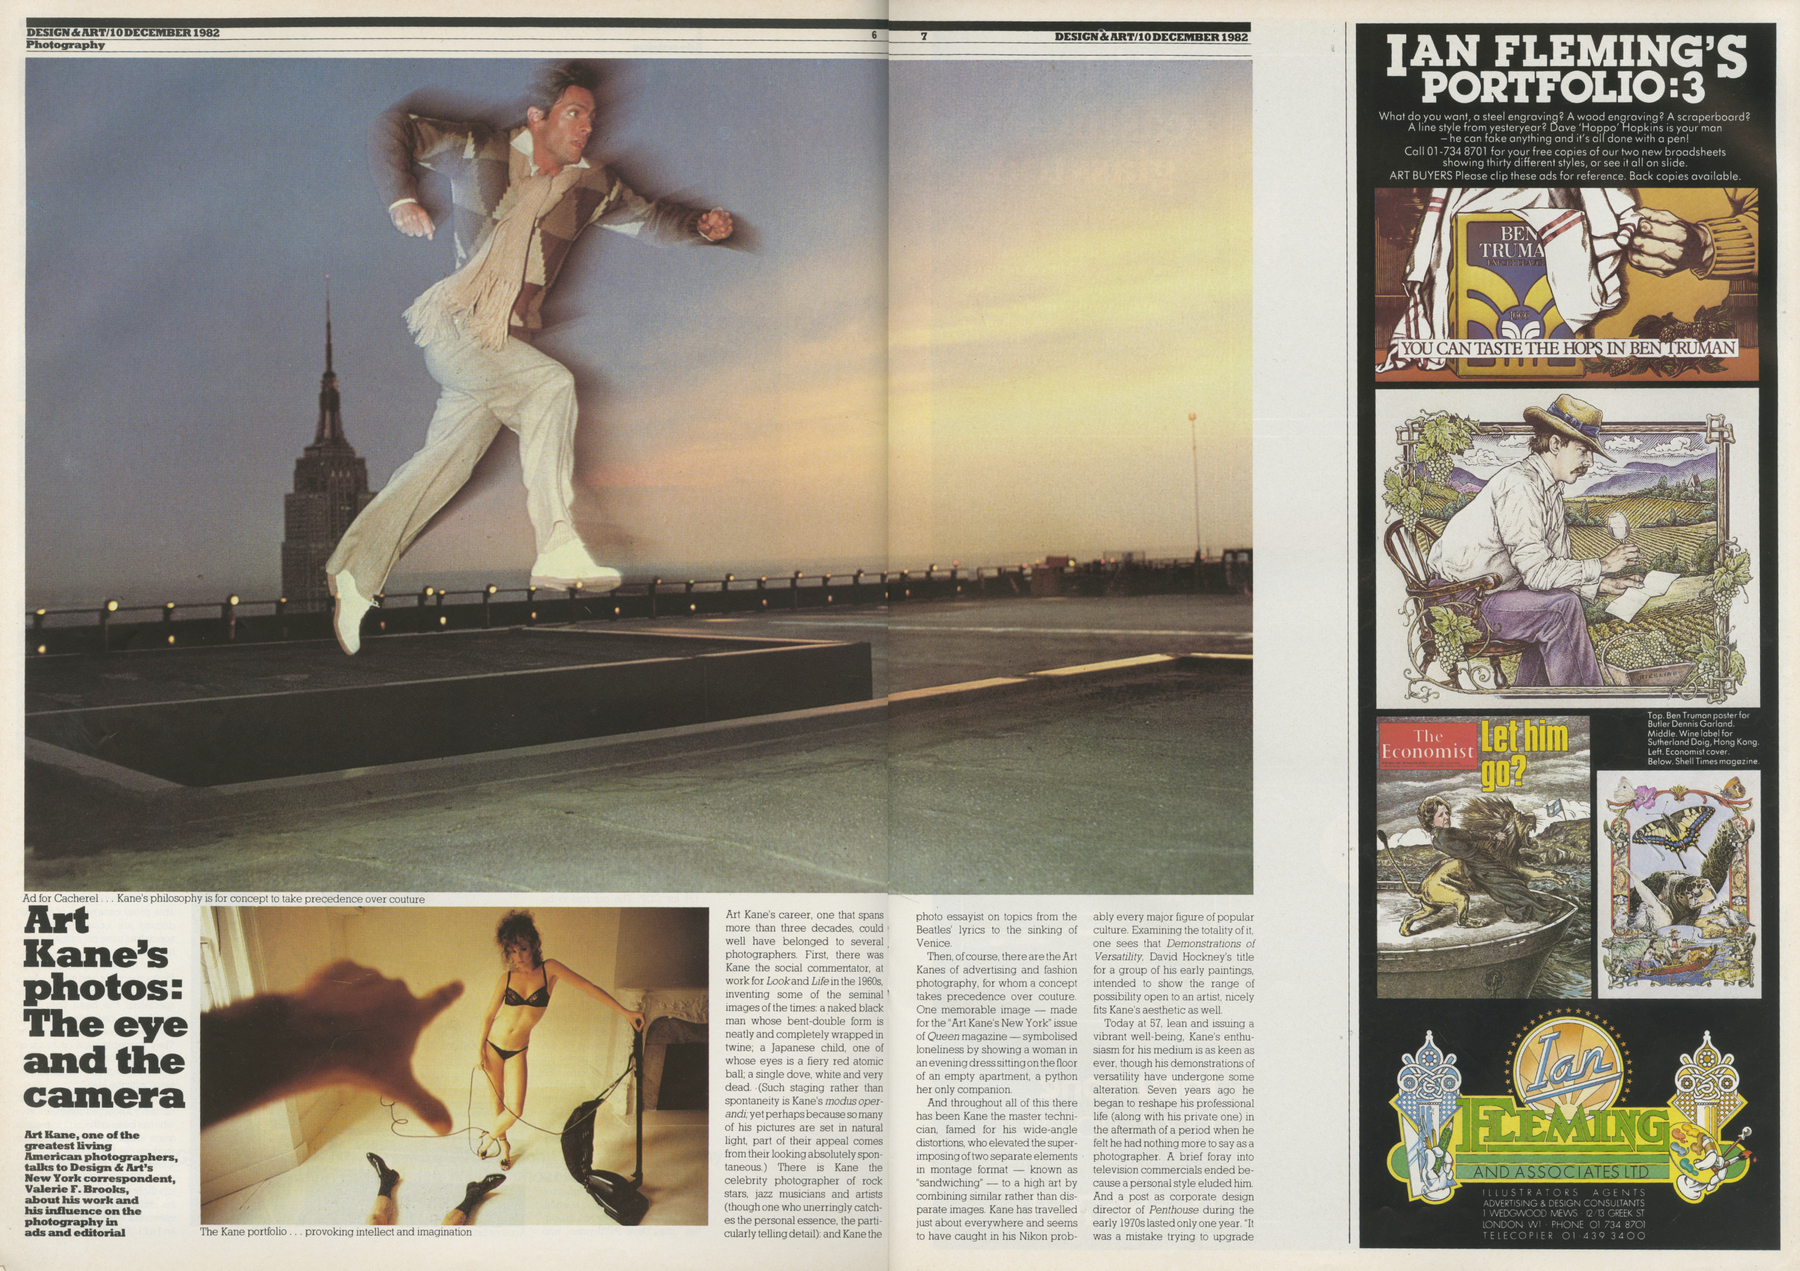 DESIGN & ART/10 DECEMBER 1982
Photography
6
7
DESIGN & ART/10 DECEMBER 1982
Ad for Cacherel . . . Kane's philosophy is for concept to take precedence over couture
Art
Kane's
photos:
The eye
and the
camera
Art Kane, one of the
greatest living
American photographers,
talks to Design & Art's
New York correspondent,
Valerie F. Brooks,
about his work and
his influence on the
photography in
ads and editorial
The Kane portfolio . . . provoking intellect and imagination
Art Kane's career, one that spans
more than three decades, could
well have belonged to several
photographers. First, there was
Kane the social commentator, at
work for Look and Life in the 1960s,
inventing some of the seminal
images of the times: a naked black
man whose bent-double form is
neatly and completely wrapped in
twine; a Japanese child, one of
whose eyes is a fiery red atomic
ball; a single dove, white and very
dead. (Such staging rather than
spontaneity is Kane's modus oper-
andi; yet perhaps because so many
of his pictures are set in natural
light, part of their appeal comes
from their looking absolutely spon-
taneous.) There is Kane the
celebrity photographer of rock
stars, jazz musicians and artists
(though one who unerringly catch-
es the personal essence, the parti-
cularly telling detail): and Kane the
photo essayist on topics from the
Beatles' lyrics to the sinking of
Venice.
Then, of course, there are the Art
Kanes of advertising and fashion
photography, for whom a concept
takes precedence over couture.
One memorable image — made
for the "Art Kane's New York" issue
of Queen magazine — symbolised
loneliness by showing a woman in
an evening dress sitting on the floor
of an empty apartment, a python
her only companion.
And throughout all of this there
has been Kane the master techni-
cian, famed for his wide-angle
distortions, who elevated the super-
imposing of two separate elements
in montage format — known as
"sandwiching" — to a high art by
combining similar rather than dis-
parate images. Kane has travelled
just about everywhere and seems
to have caught in his Nikon prob-
ably every major figure of popular
culture. Examining the totality of it,
one sees that Demonstrations of
Versatility, David Hockney's title
for a group of his early paintings,
intended to show the range of
possibility open to an artist, nicely
fits Kane's aesthetic as well.
Today at 57, lean and issuing a
vibrant well-being, Kane's enthu-
siasm for his medium is as keen as
ever, though his demonstrations of
versatility have undergone some
alteration. Seven years ago he
began to reshape his professional
life (along with his private one) in
the aftermath of a period when he
felt he had nothing more to say as a
photographer. A brief foray into
television commercials ended be-
cause a personal style eluded him.
And a post as corporate design
director of Penthouse during the
early 1970s lasted only one year. "It
was a mistake trying to upgrade
IAN FLEMING'S
PORTFOLIO:3
What do you want, a steel engraving? A wood engraving? A scraperboard?
A line style from yesteryear? Dave 'Hoppo' Hopkins is your man
– he can fake anything and it's all done with a pen!
Call 01-734 8701 for your free copies of our two new broadsheets
showing thirty different styles, or see it all on slide.
ART BUYERS Please clip these ads for reference. Back copies available.
BEN
TRUMA
YOU CAN TASTE THE HOPS IN BEN TRUMAN
RIESLING
Top. Ben Truman poster for
Butler Dennis Garland.
Middle. Wine label for
Sutherland Doig, Hong Kong.
Left. Economist cover.
Below. Shell Times magazine.
The
Economist
Let him
go?
Ian
FLEMING
AND ASSOCIATES LTD
ILLUSTRATORS AGENTS
ADVERTISING & DESIGN CONSULTANTS
1 WEDGWOOD MEWS 12-13 GREEK ST
LONDON W1 · PHONE 01 734 8701
TELECOPIER 01·439 3400